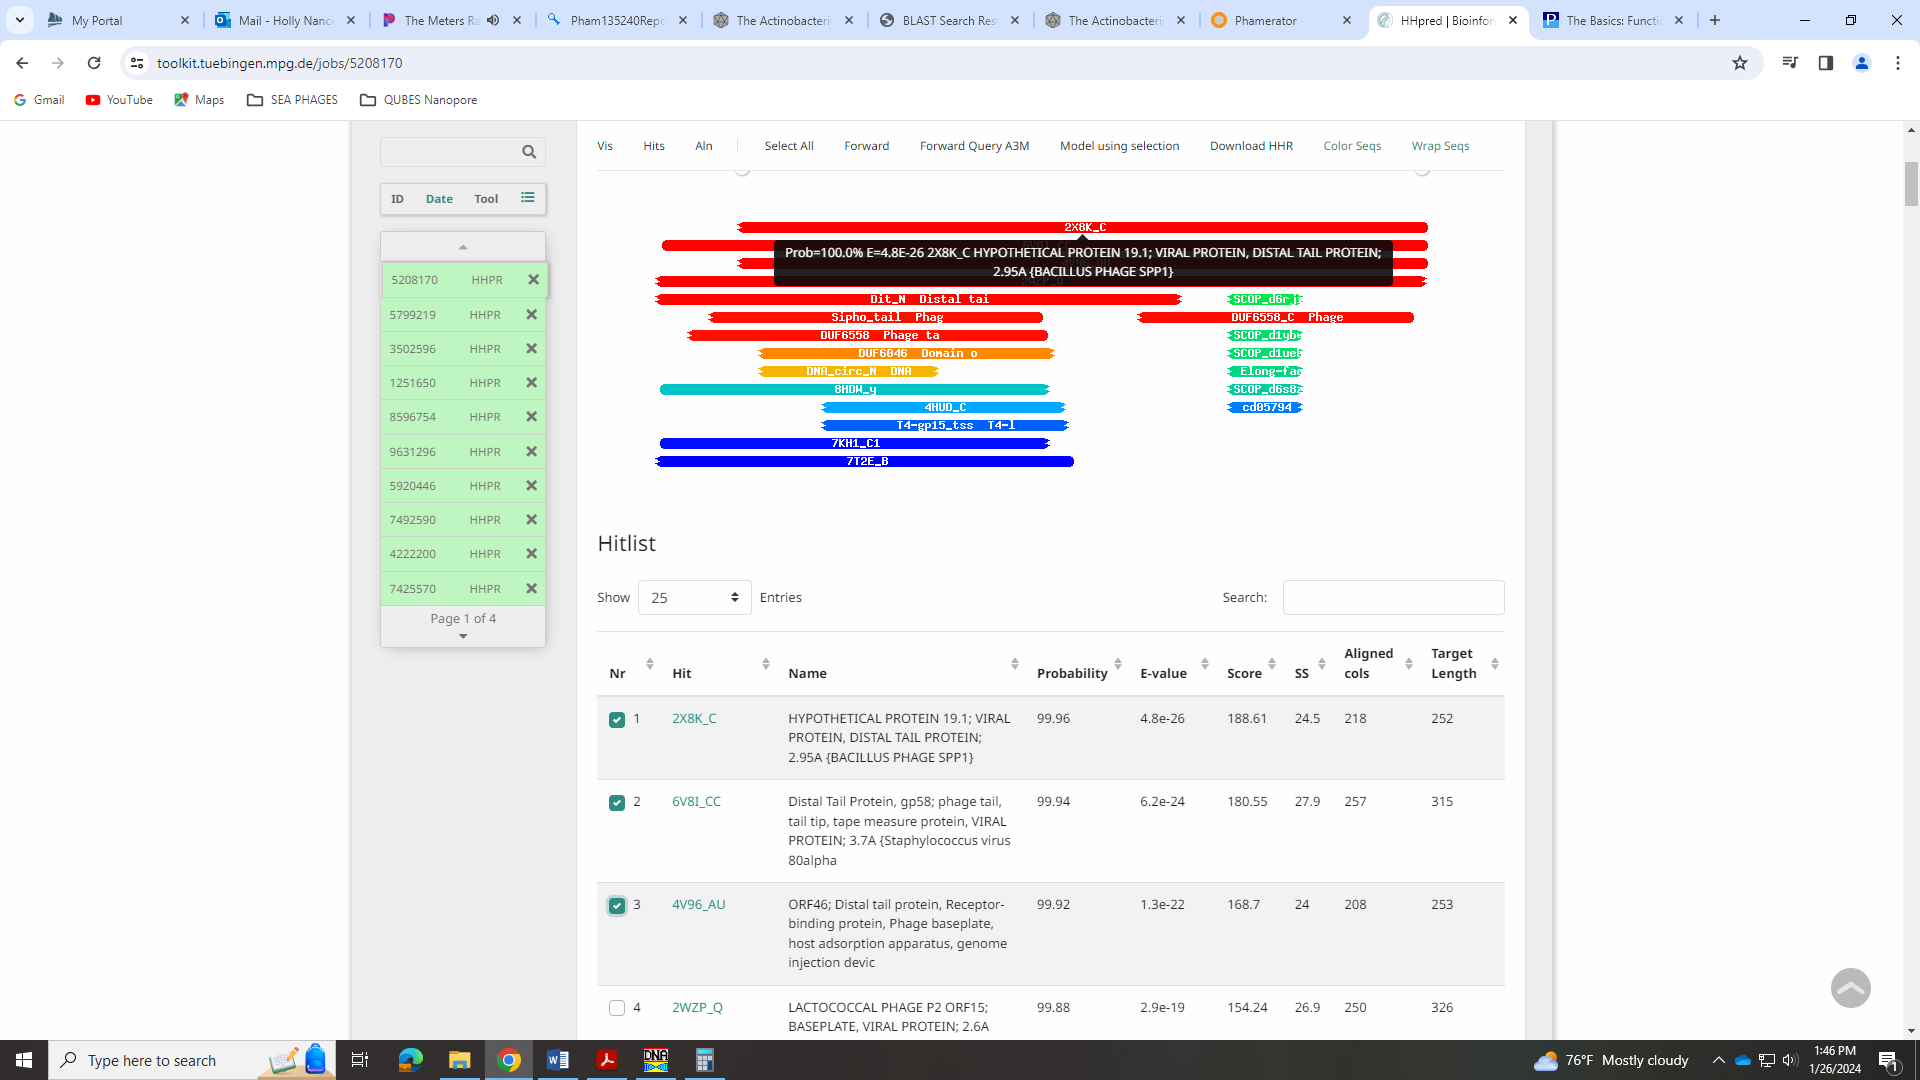 My Portal
Mail - Holly Nance
The Meters Ra
Pham135240Repo
The Actinobacteri
BLAST Search Res
The Actinobacteri
Phamerator
HHpred | Bioinfor
The Basics: Functi
toolkit.tuebingen.mpg.de/jobs/5208170
Gmail
YouTube
Maps
SEA PHAGES
QUBES Nanopore
Vis
Hits
Aln
Select All
Forward
Forward Query A3M
Model using selection
Download HHR
Color Seqs
Wrap Seqs
ID
Date
Tool
5208170 HHPR
5799219 HHPR
3502596 HHPR
1251650 HHPR
8596754 HHPR
9631296 HHPR
5920446 HHPR
7492590 HHPR
4222200 HHPR
7425570 HHPR
Page 1 of 4
2X8K_C
Prob=100.0% E=4.8E-26 2X8K_C HYPOTHETICAL PROTEIN 19.1; VIRAL PROTEIN, DISTAL TAIL PROTEIN;
2.95A {BACILLUS PHAGE SPP1}
Dit_N Distal tai
SCOP_d6rj
Sipho_tail Phag
DUF6558_C Phage
DUF6558 Phage ta
SCOP_d1yb
DUF6046 Domain o
SCOP_d1ue
DNA_circ_N DNA
Elong-fa
8HDW_y
SCOP_d6s8
4HUD_C
cd05794
T4-gp15_tss T4-l
7KH1_C1
7T2E_B
Hitlist
Show 25 Entries
Search:
Nr Hit Name Probability E-value Score SS Aligned cols Target Length
1 2X8K_C HYPOTHETICAL PROTEIN 19.1; VIRAL 99.96 4.8e-26 188.61 24.5 218 252
PROTEIN, DISTAL TAIL PROTEIN;
2.95A {BACILLUS PHAGE SPP1}
2 6V8I_CC Distal Tail Protein, gp58; phage tail, 99.94 6.2e-24 180.55 27.9 257 315
tail tip, tape measure protein, VIRAL
PROTEIN; 3.7A {Staphylococcus virus
80alpha
3 4V96_AU ORF46; Distal tail protein, Receptor- 99.92 1.3e-22 168.7 24 208 253
binding protein, Phage baseplate,
host adsorption apparatus, genome
injection devic
4 2WZP_Q LACTOCOCCAL PHAGE P2 ORF15; 99.88 2.9e-19 154.24 26.9 250 326
BASEPLATE, VIRAL PROTEIN; 2.6A
Type here to search
DNA
76°F Mostly cloudy
1:46 PM
1/26/2024
1